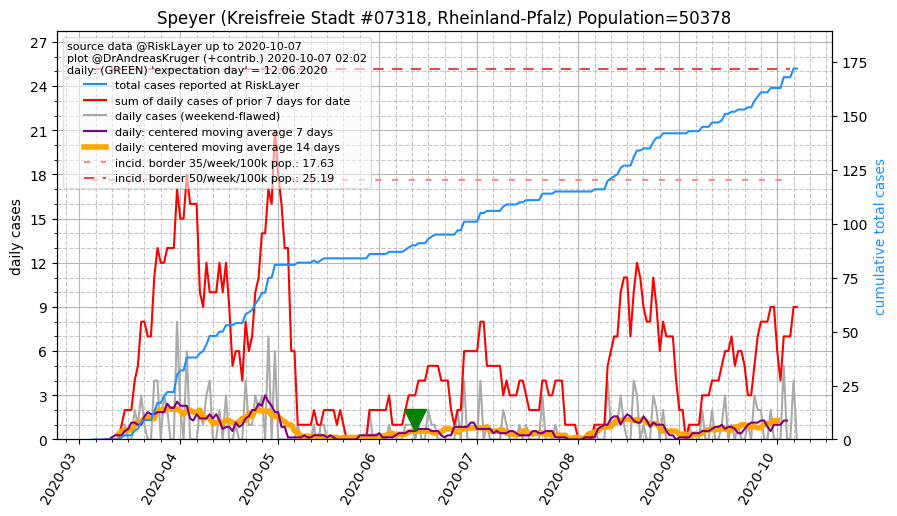 Speyer (Kreisfreie Stadt #07318, Rheinland-Pfalz) Population=50378
source data @RiskLayer up to 2020-10-07
plot @DrAndreasKruger (+contrib.) 2020-10-07 02:02
daily: (GREEN) 'expectation day' = 12.06.2020
total cases reported at RiskLayer
sum of daily cases of prior 7 days for date
daily cases (weekend-flawed)
daily: centered moving average 7 days
daily: centered moving average 14 days
incid. border 35/week/100k pop.: 17.63
incid. border 50/week/100k pop.: 25.19
daily cases
27
24
21
18
15
12
9
6
3
0
cumulative total cases
175
150
125
100
75
50
25
0
2020-03
2020-04
2020-05
2020-06
2020-07
2020-08
2020-09
2020-10